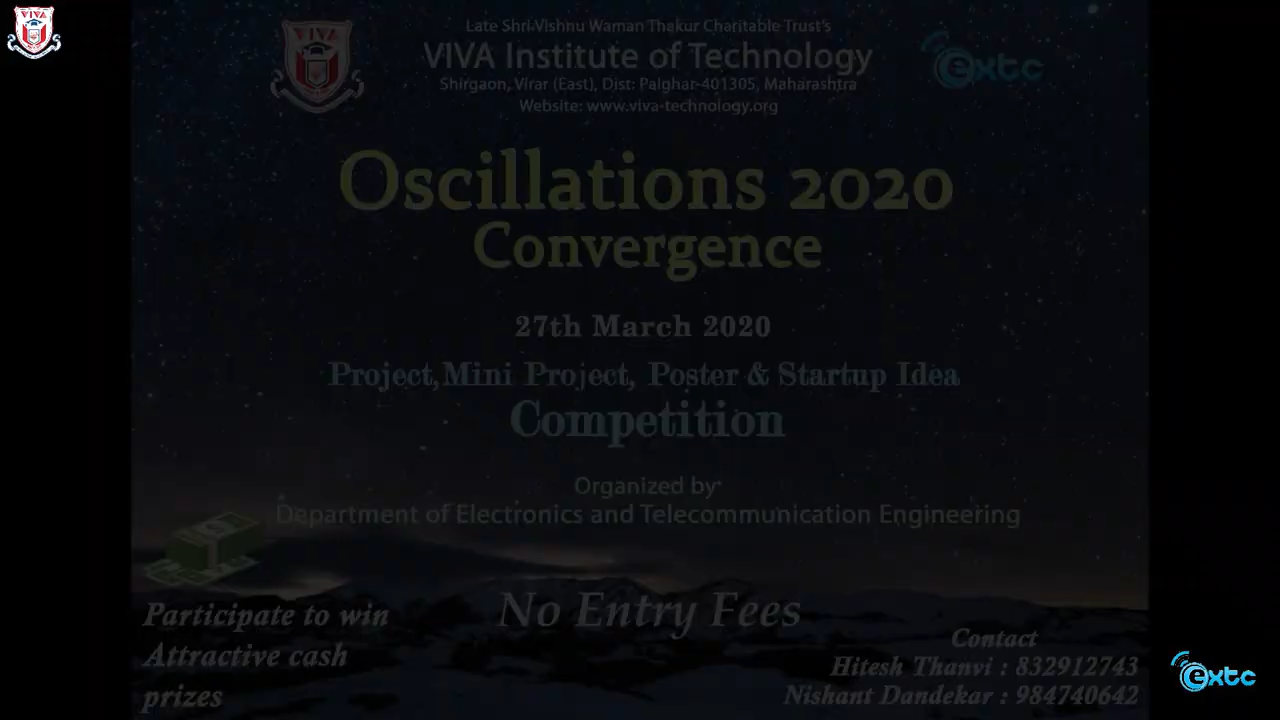 VIVA
VIVA
Late Shri Vishnu Waman Thakur Charitable Trust's
VIVA Institute of Technology
Shirgaon, Virar (East), Dist: Palghar-401305, Maharashtra
Website: www.viva-technology.org
extc
Oscillations 2020
Convergence
27th March 2020
Project,Mini Project, Poster & Startup Idea
Competition
Organized by
Department of Electronics and Telecommunication Engineering
No Entry Fees
Participate to win
Attractive cash
prizes
Contact
Hitesh Thanvi : 832912743
Nishant Dandekar : 984740642
extc